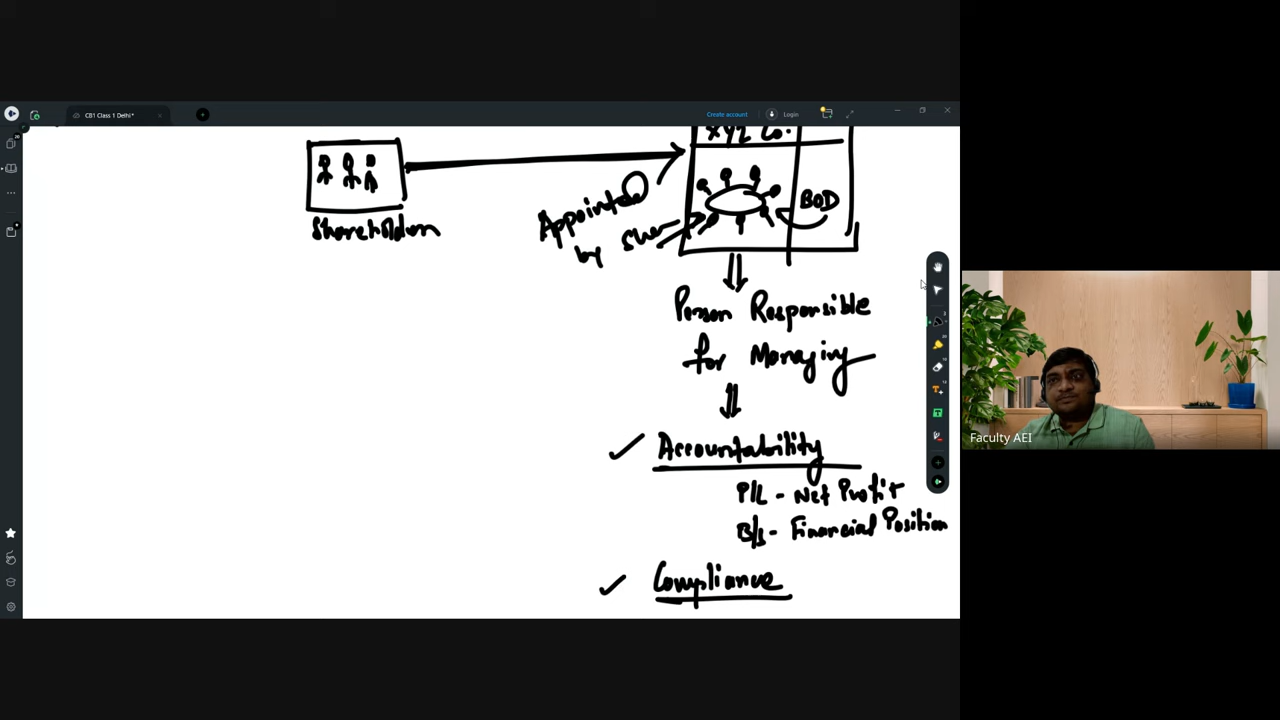 CB1 Class 1 Delhi*
Create account
Login
XYZ Co.
BOD
Shareholders
Appointed
by Shar
Person Responsible
for Managing
Accountability
P/L - Net Profit
B/s - Financial Position
Compliance
Faculty AEI